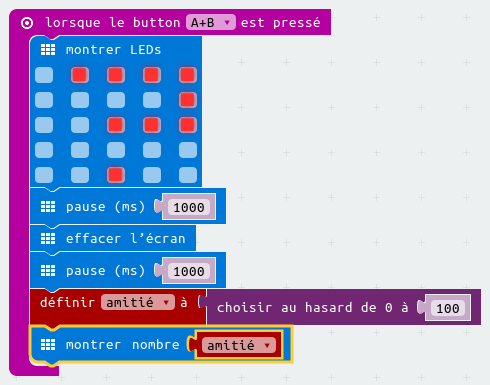 lorsque le bouton A+B est pressé
montrer LEDs
pause (ms) 1000
effacer l’écran
pause (ms) 1000
définir amitié à choisir au hasard de 0 à 100
montrer nombre amitié